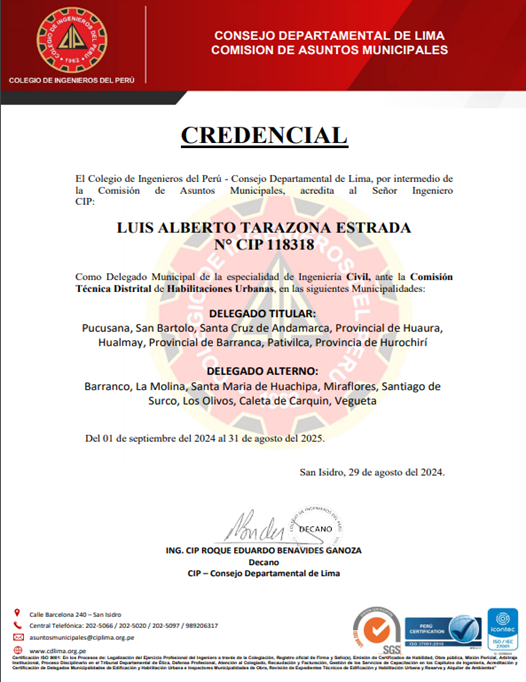 CONSEJO DEPARTAMENTAL DE LIMA
COMISION DE ASUNTOS MUNICIPALES
COLEGIO DE INGENIEROS DEL PERÚ
1962
COLEGIO DE INGENIEROS DEL PERÚ
CREDENCIAL
El Colegio de Ingenieros del Perú - Consejo Departamental de Lima, por intermedio de
la Comisión de Asuntos Municipales, acredita al Señor Ingeniero
CIP:
LUIS ALBERTO TARAZONA ESTRADA
N° CIP 118318
Como Delegado Municipal de la especialidad de Ingeniería Civil, ante la Comisión
Técnica Distrital de Habilitaciones Urbanas, en las siguientes Municipalidades:
DELEGADO TITULAR:
Pucusana, San Bartolo, Santa Cruz de Andamarca, Provincial de Huaura,
Hualmay, Provincial de Barranca, Pativilca, Provincia de Hurochirí
DELEGADO ALTERNO:
Barranco, La Molina, Santa Maria de Huachipa, Miraflores, Santiago de
Surco, Los Olivos, Caleta de Carquin, Vegueta
Del 01 de septiembre del 2024 al 31 de agosto del 2025.
San Isidro, 29 de agosto del 2024.
DECANO
ING. CIP ROQUE EDUARDO BENAVIDES GANOZA
Decano
CIP – Consejo Departamental de Lima
Calle Barcelona 240 – San Isidro
Central Telefónica: 202-5066 / 202-5020 / 202-5097 / 989206317
asuntosmunicipales@ciplima.org.pe
www.cdlima.org.pe
SGS
PERÚ
CERTIFICATION
ISO 37001:2016
icontec
ISO / IEC
27001
Certificación ISO 9001: En los Procesos de: Legalización del Ejercicio Profesional del Ingeniero a través de la Colegiación, Registro oficial de Firma y Sello(s), Emisión de Certificados de Habilidad, Obra pública, Misión Pericial, Arbitraje
Institucional, Proceso Disciplinario en el Tribunal Departamental de Ética, Defensa Profesional, Atención al Colegiado, Recaudación y Facturación, Gestión de los Servicios de Capacitación en los Capítulos de Ingeniería, Acreditación y
Certificación de Delegados Municipales de Edificación y Habilitación Urbana e Inspectores Municipales de Obra, Revisión de Expedientes Técnicos de Edificación y Habilitación Urbana y Reserva y Alquiler de Ambientes"